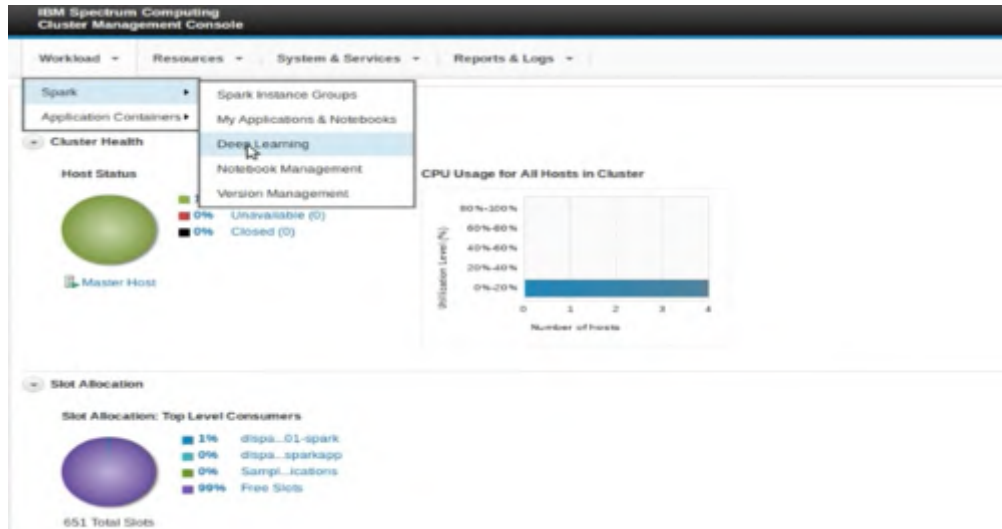 IBM Spectrum Computing
Cluster Management Console
Workload
Resources
System & Services
Reports & Logs
Spark
Application Containers
Spark Instance Groups
My Applications & Notebooks
Deep Learning
Notebook Management
Version Management
Cluster Health
Host Status
0% Unavailable (0)
0% Closed (0)
Master Host
CPU Usage for All Hosts in Cluster
Utilization Level (%)
80%-100%
60%-80%
40%-60%
20%-40%
0%-20%
0 1 2 3 4
Number of hosts
Slot Allocation
Slot Allocation: Top Level Consumers
1% dispa...01-spark
0% dispa...sparkapp
0% Sampl...ications
99% Free Slots
651 Total Slots